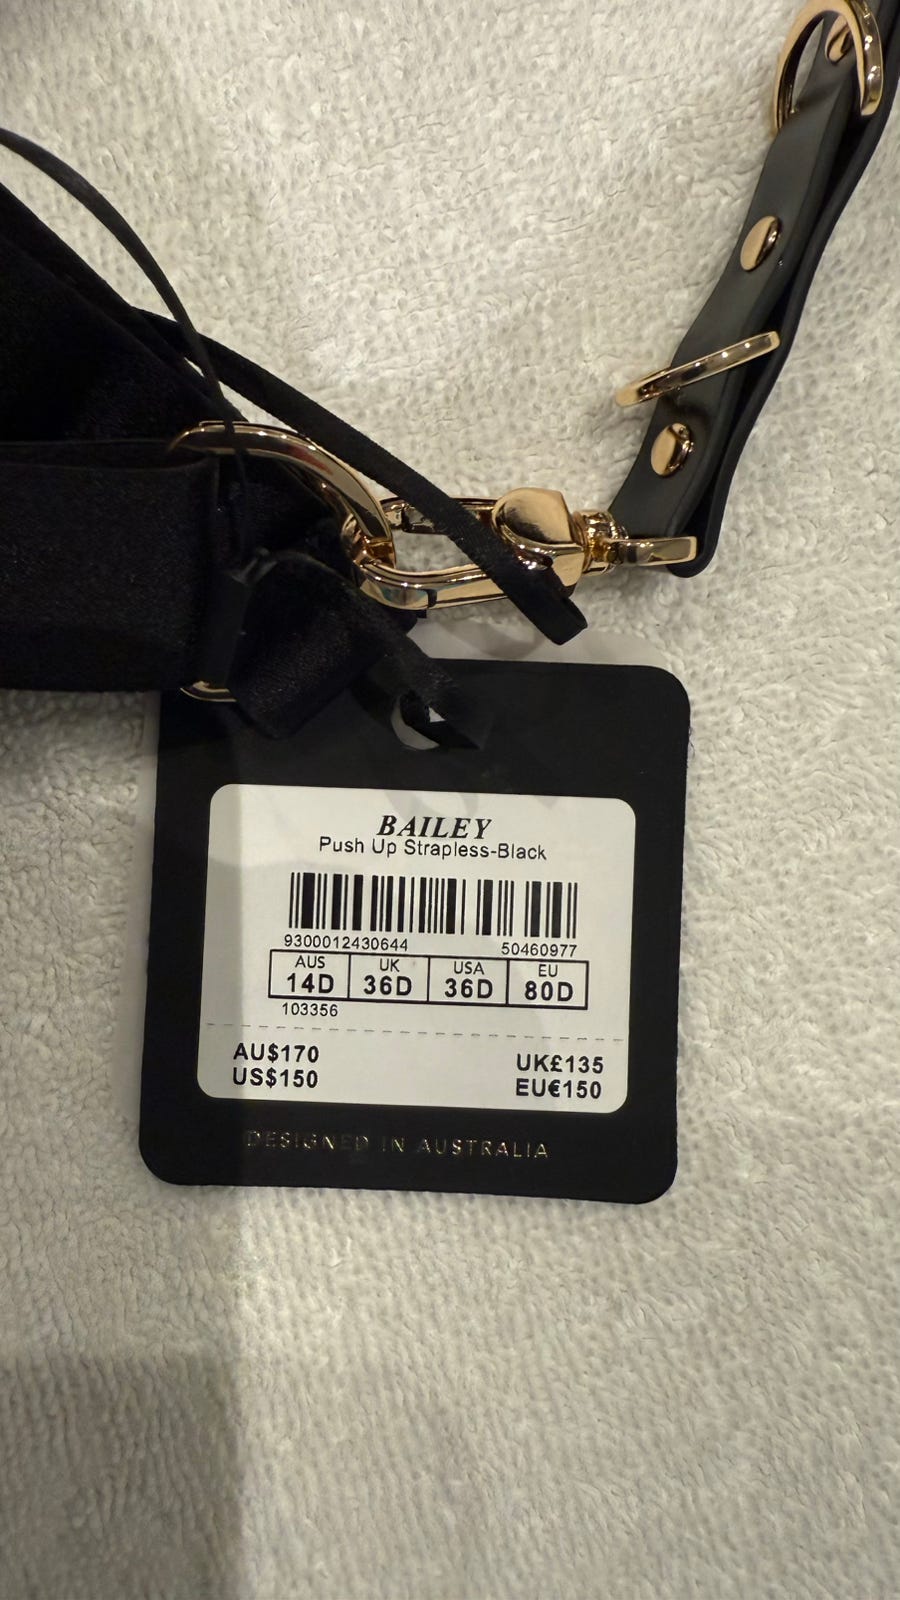 BAILEY
Push Up Strapless-Black
9300012430644 50460977
AUS UK USA EU
14D 36D 36D 80D
103356
AU$170 UK£135
US$150 EU€150
DESIGNED IN AUSTRALIA